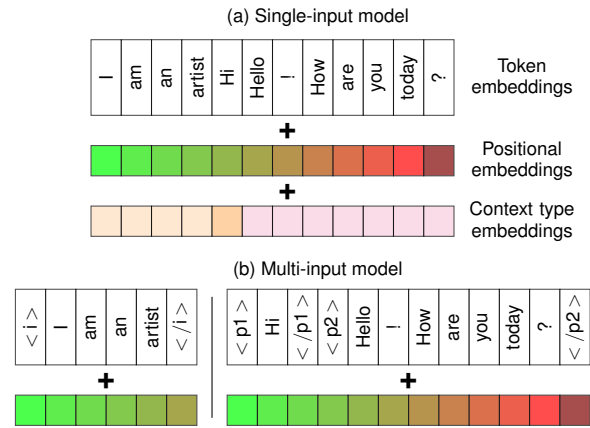 (a) Single-input model
I am an artist Hi Hello ! How are you today ?
Token
embeddings
+
Positional
embeddings
+
Context type
embeddings
(b) Multi-input model
< i > I am an artist < /i >
< p1 > Hi < /p1 > < p2 > Hello ! How are you today ? < /p2 >
+ +